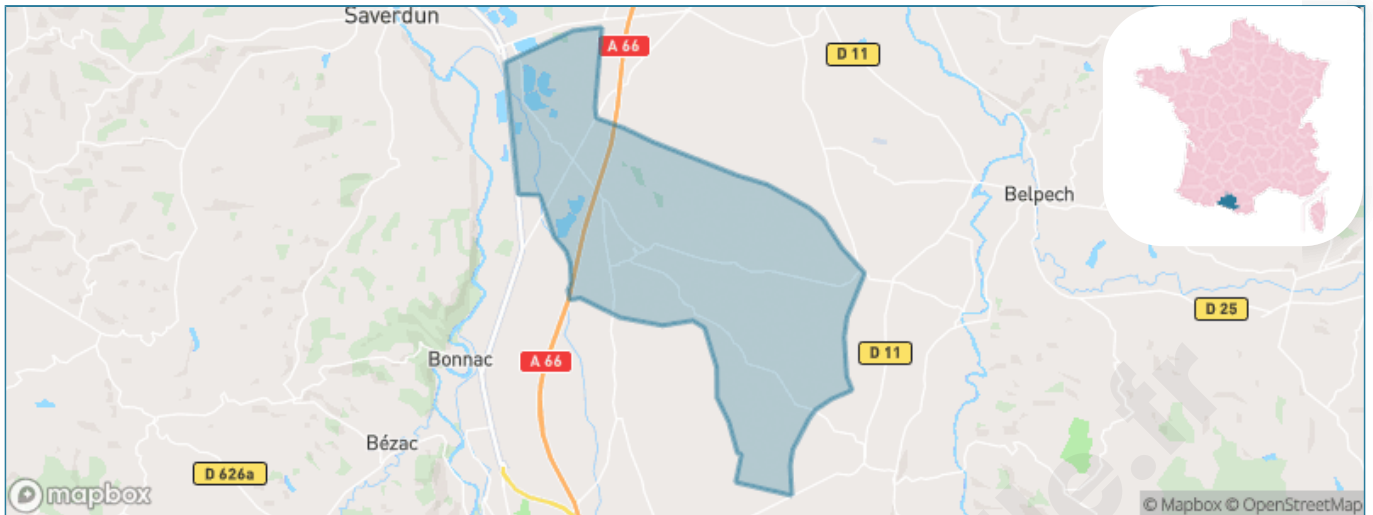 Saverdun
A 66
D 11
Belpech
D 25
D 11
Bonnac
A 66
Bézac
D 626a
mapbox
© Mapbox © OpenStreetMap